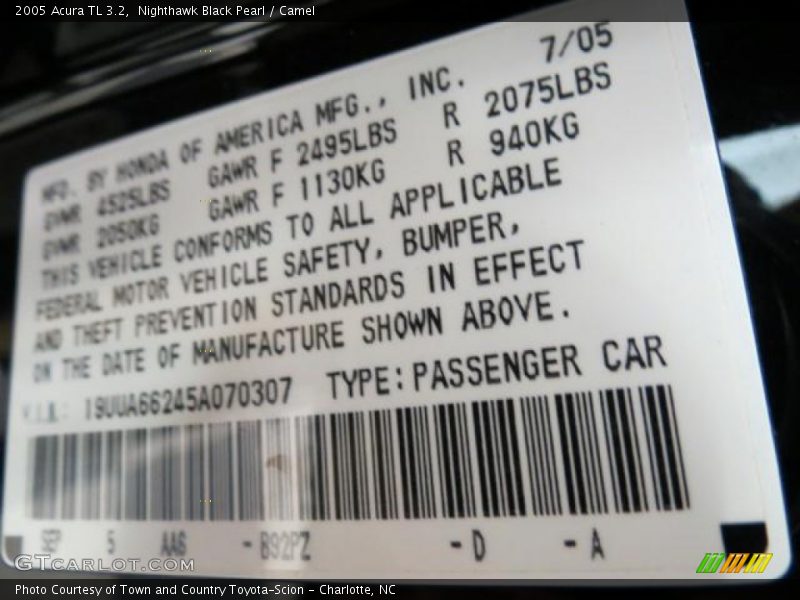 2005 Acura TL 3.2, Nighthawk Black Pearl / Camel
7/05
MFD. BY HONDA OF AMERICA MFG., INC.
GVWR 4525LBS GAWR F 2495LBS R 2075LBS
GVWR 2050KG GAWR F 1130KG R 940KG
THIS VEHICLE CONFORMS TO ALL APPLICABLE
FEDERAL MOTOR VEHICLE SAFETY, BUMPER,
AND THEFT PREVENTION STANDARDS IN EFFECT
ON THE DATE OF MANUFACTURE SHOWN ABOVE.
V.I.N: 19UUA66245A070307 TYPE: PASSENGER CAR
SEP 5 AA6 - B92PZ - D - A
GTCARLOT.COM
Photo Courtesy of Town and Country Toyota-Scion - Charlotte, NC